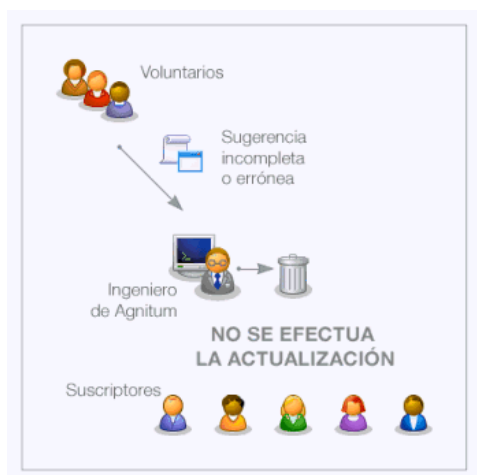 Voluntarios
Sugerencia
incompleta
o errónea
Ingeniero
de Agnitum
NO SE EFECTUA
LA ACTUALIZACIÓN
Suscriptores